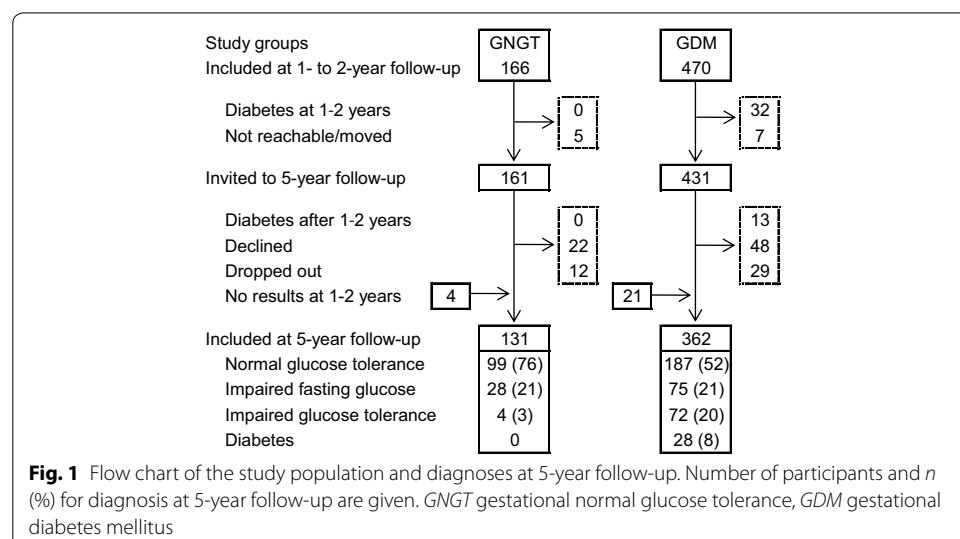 Study groups GNGT GDM
Included at 1- to 2-year follow-up 166 470
Diabetes at 1-2 years 0 32
Not reachable/moved 5 7
Invited to 5-year follow-up 161 431
Diabetes after 1-2 years 0 13
Declined 22 48
Dropped out 12 29
No results at 1-2 years 4 21
Included at 5-year follow-up 131 362
Normal glucose tolerance 99 (76) 187 (52)
Impaired fasting glucose 28 (21) 75 (21)
Impaired glucose tolerance 4 (3) 72 (20)
Diabetes 0 28 (8)
Fig. 1 Flow chart of the study population and diagnoses at 5-year follow-up. Number of participants and n
(%) for diagnosis at 5-year follow-up are given. GNGT gestational normal glucose tolerance, GDM gestational
diabetes mellitus